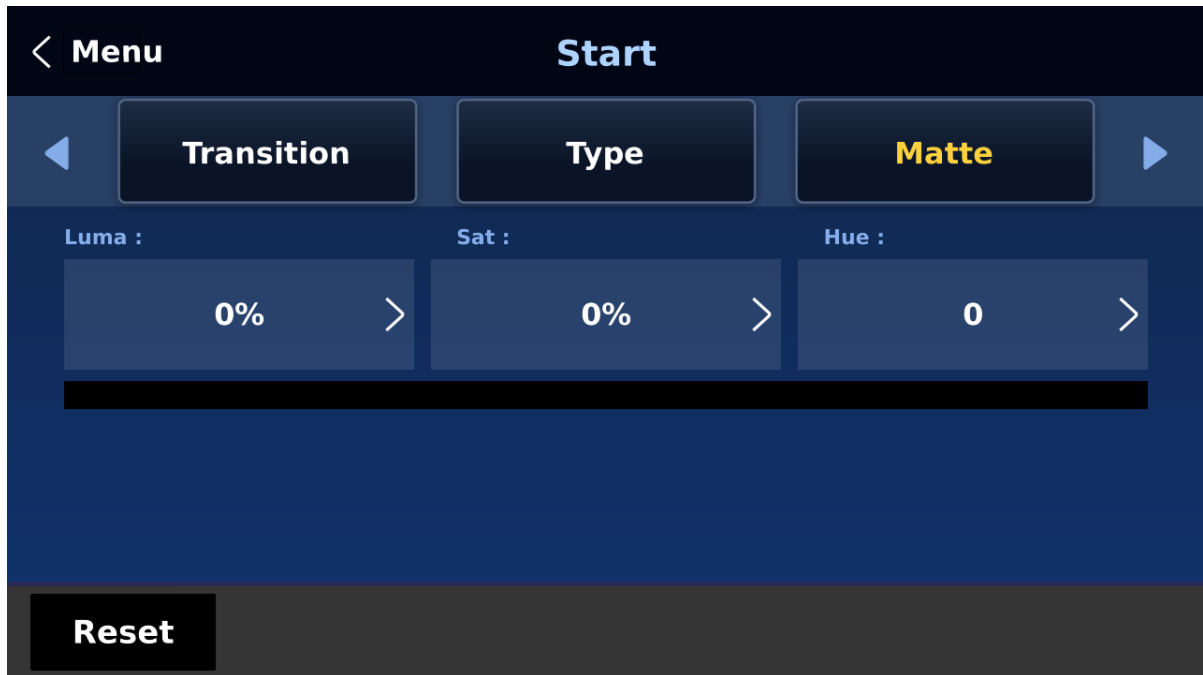 Menu
Start
Transition
Type
Matte
Luma :
Sat :
Hue :
0%
0%
0
Reset